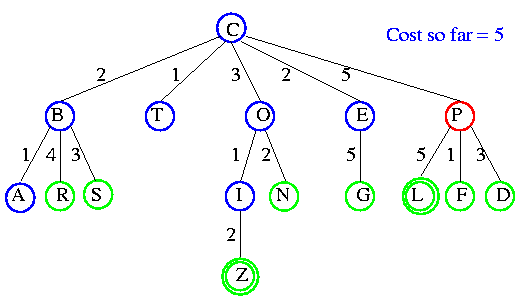 C
Cost so far = 5
2 1 3 2 5
B T O E P
1 4 3 1 2 5 5 1 3
A R S I N G L F D
2
Z